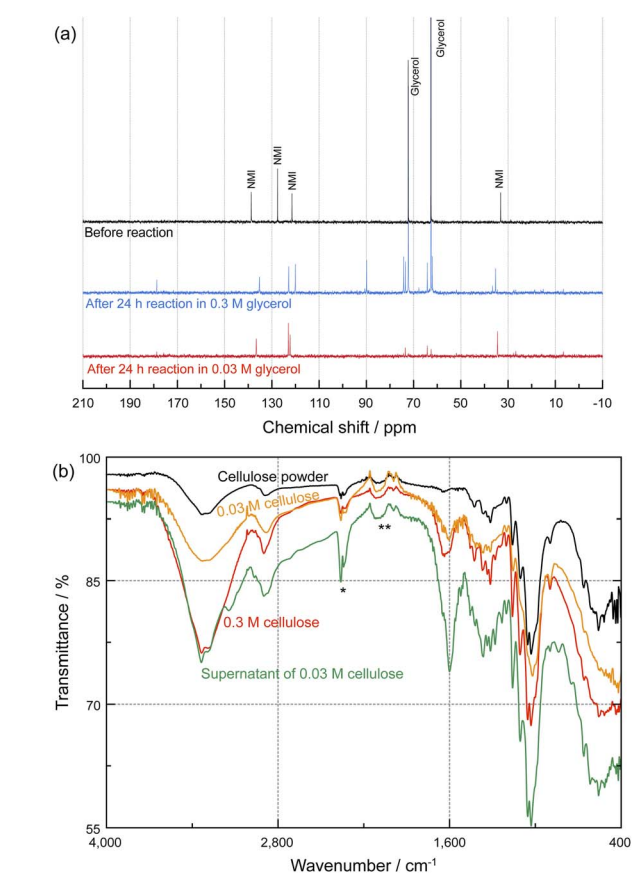 (a)
Glycerol
Glycerol
NMI
NMI
NMI
NMI
Before reaction
After 24 h reaction in 0.3 M glycerol
After 24 h reaction in 0.03 M glycerol
210 190 170 150 130 110 90 70 50 30 10 -10
Chemical shift / ppm
(b)
100
Cellulose powder
0.03 M cellulose
**
85
*
0.3 M cellulose
Supernatant of 0.03 M cellulose
Transmittance / %
70
55
4,000 2,800 1,600 400
Wavenumber / cm-1